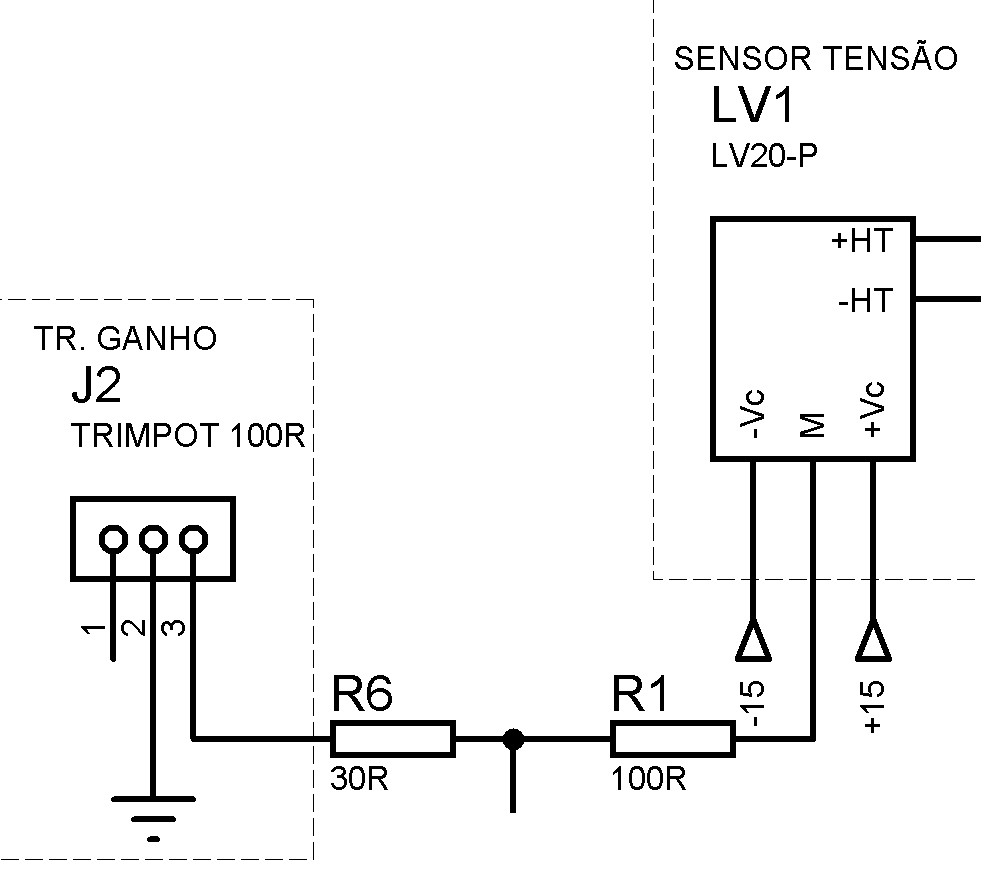 SENSOR TENSÃO
LV1
LV20-P
+HT
-HT
-Vc
M
+Vc
TR. GANHO
J2
TRIMPOT 100R
1
2
3
R6
30R
R1
100R
-15
+15